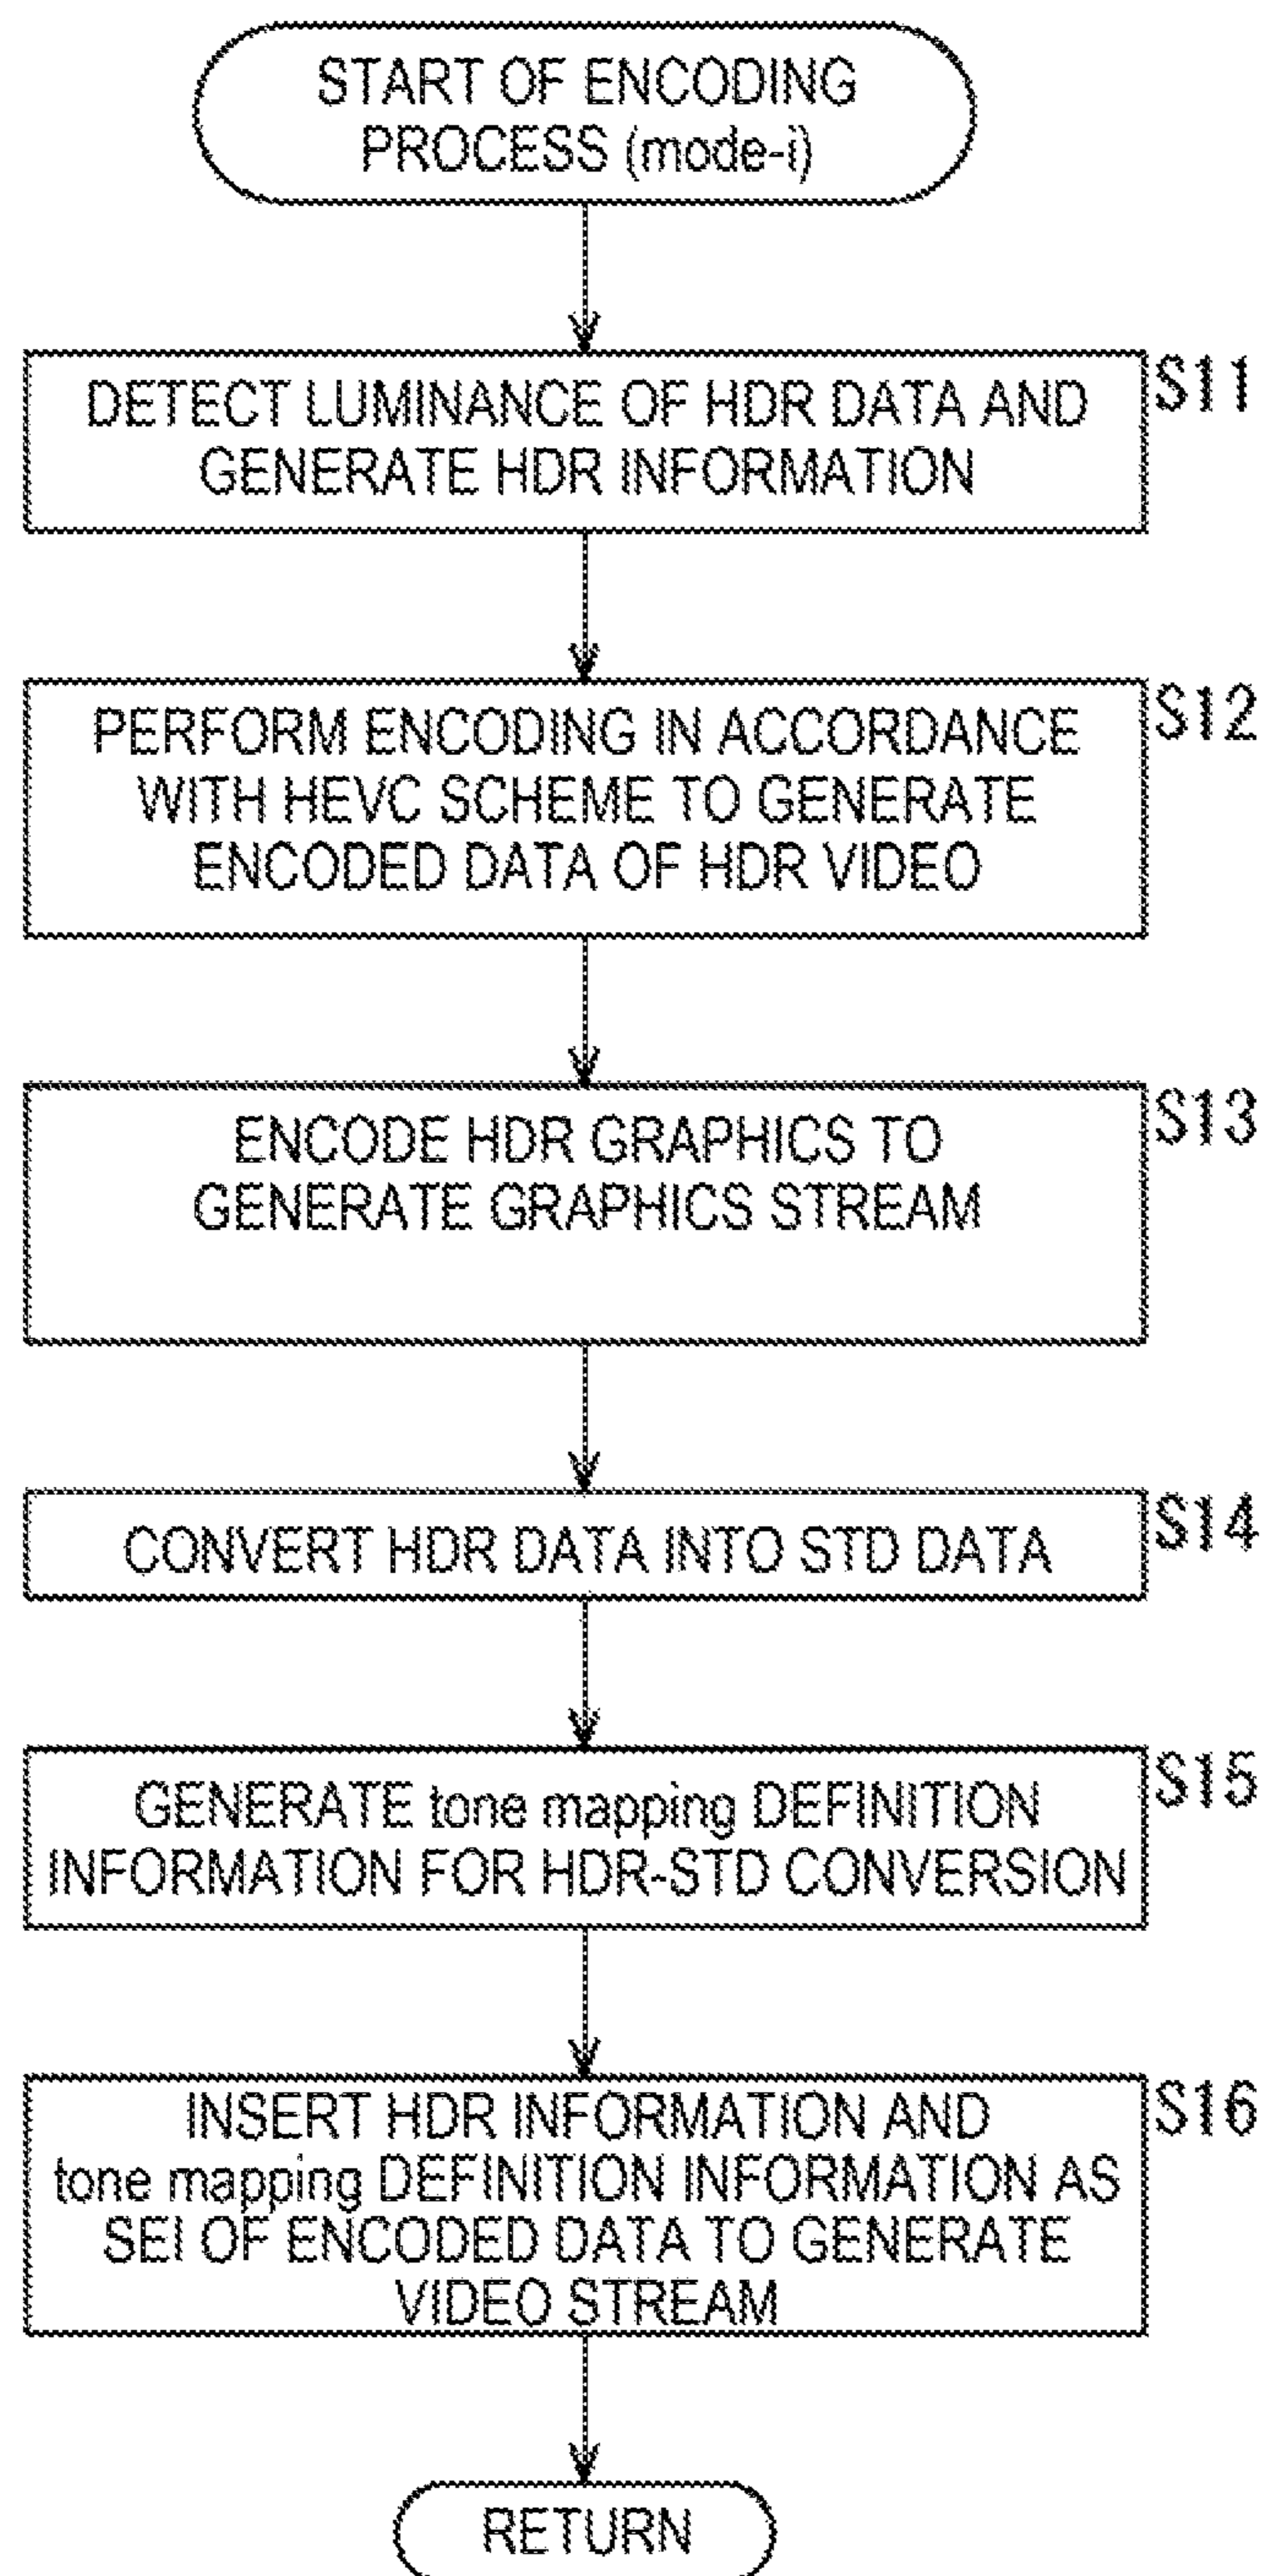 START OF ENCODING
PROCESS (mode-i)
S11
DETECT LUMINANCE OF HDR DATA AND
GENERATE HDR INFORMATION
S12
PERFORM ENCODING IN ACCORDANCE
WITH HEVC SCHEME TO GENERATE
ENCODED DATA OF HDR VIDEO
S13
ENCODE HDR GRAPHICS TO
GENERATE GRAPHICS STREAM
S14
CONVERT HDR DATA INTO STD DATA
S15
GENERATE tone mapping DEFINITION
INFORMATION FOR HDR-STD CONVERSION
S16
INSERT HDR INFORMATION AND
tone mapping DEFINITION INFORMATION AS
SEI OF ENCODED DATA TO GENERATE
VIDEO STREAM
RETURN